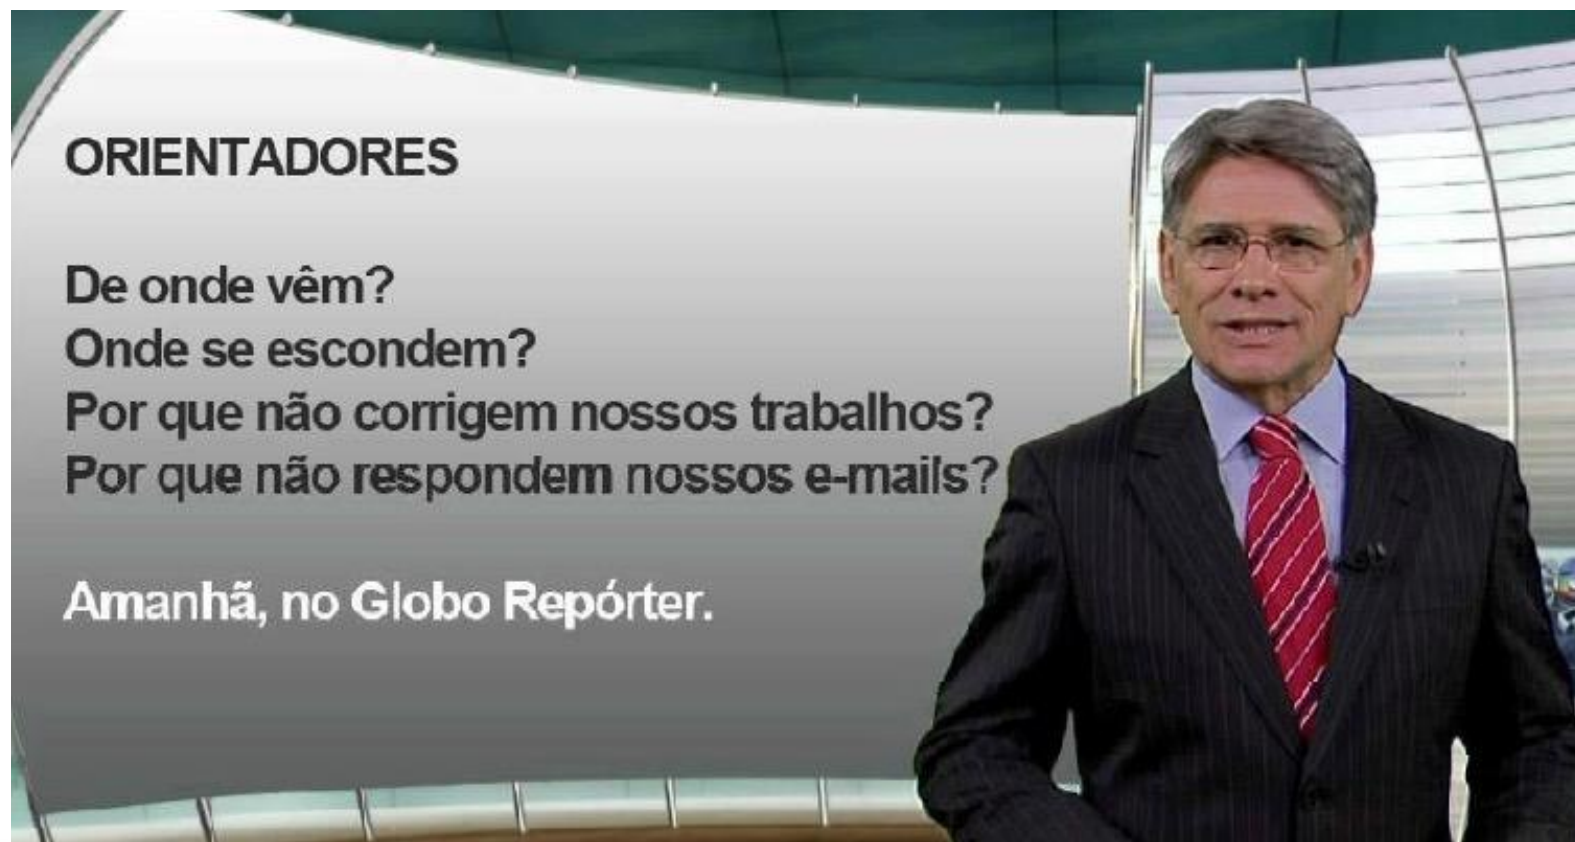 ORIENTADORES
De onde vêm?
Onde se escondem?
Por que não corrigem nossos trabalhos?
Por que não respondem nossos e-mails?
Amanhã, no Globo Repórter.